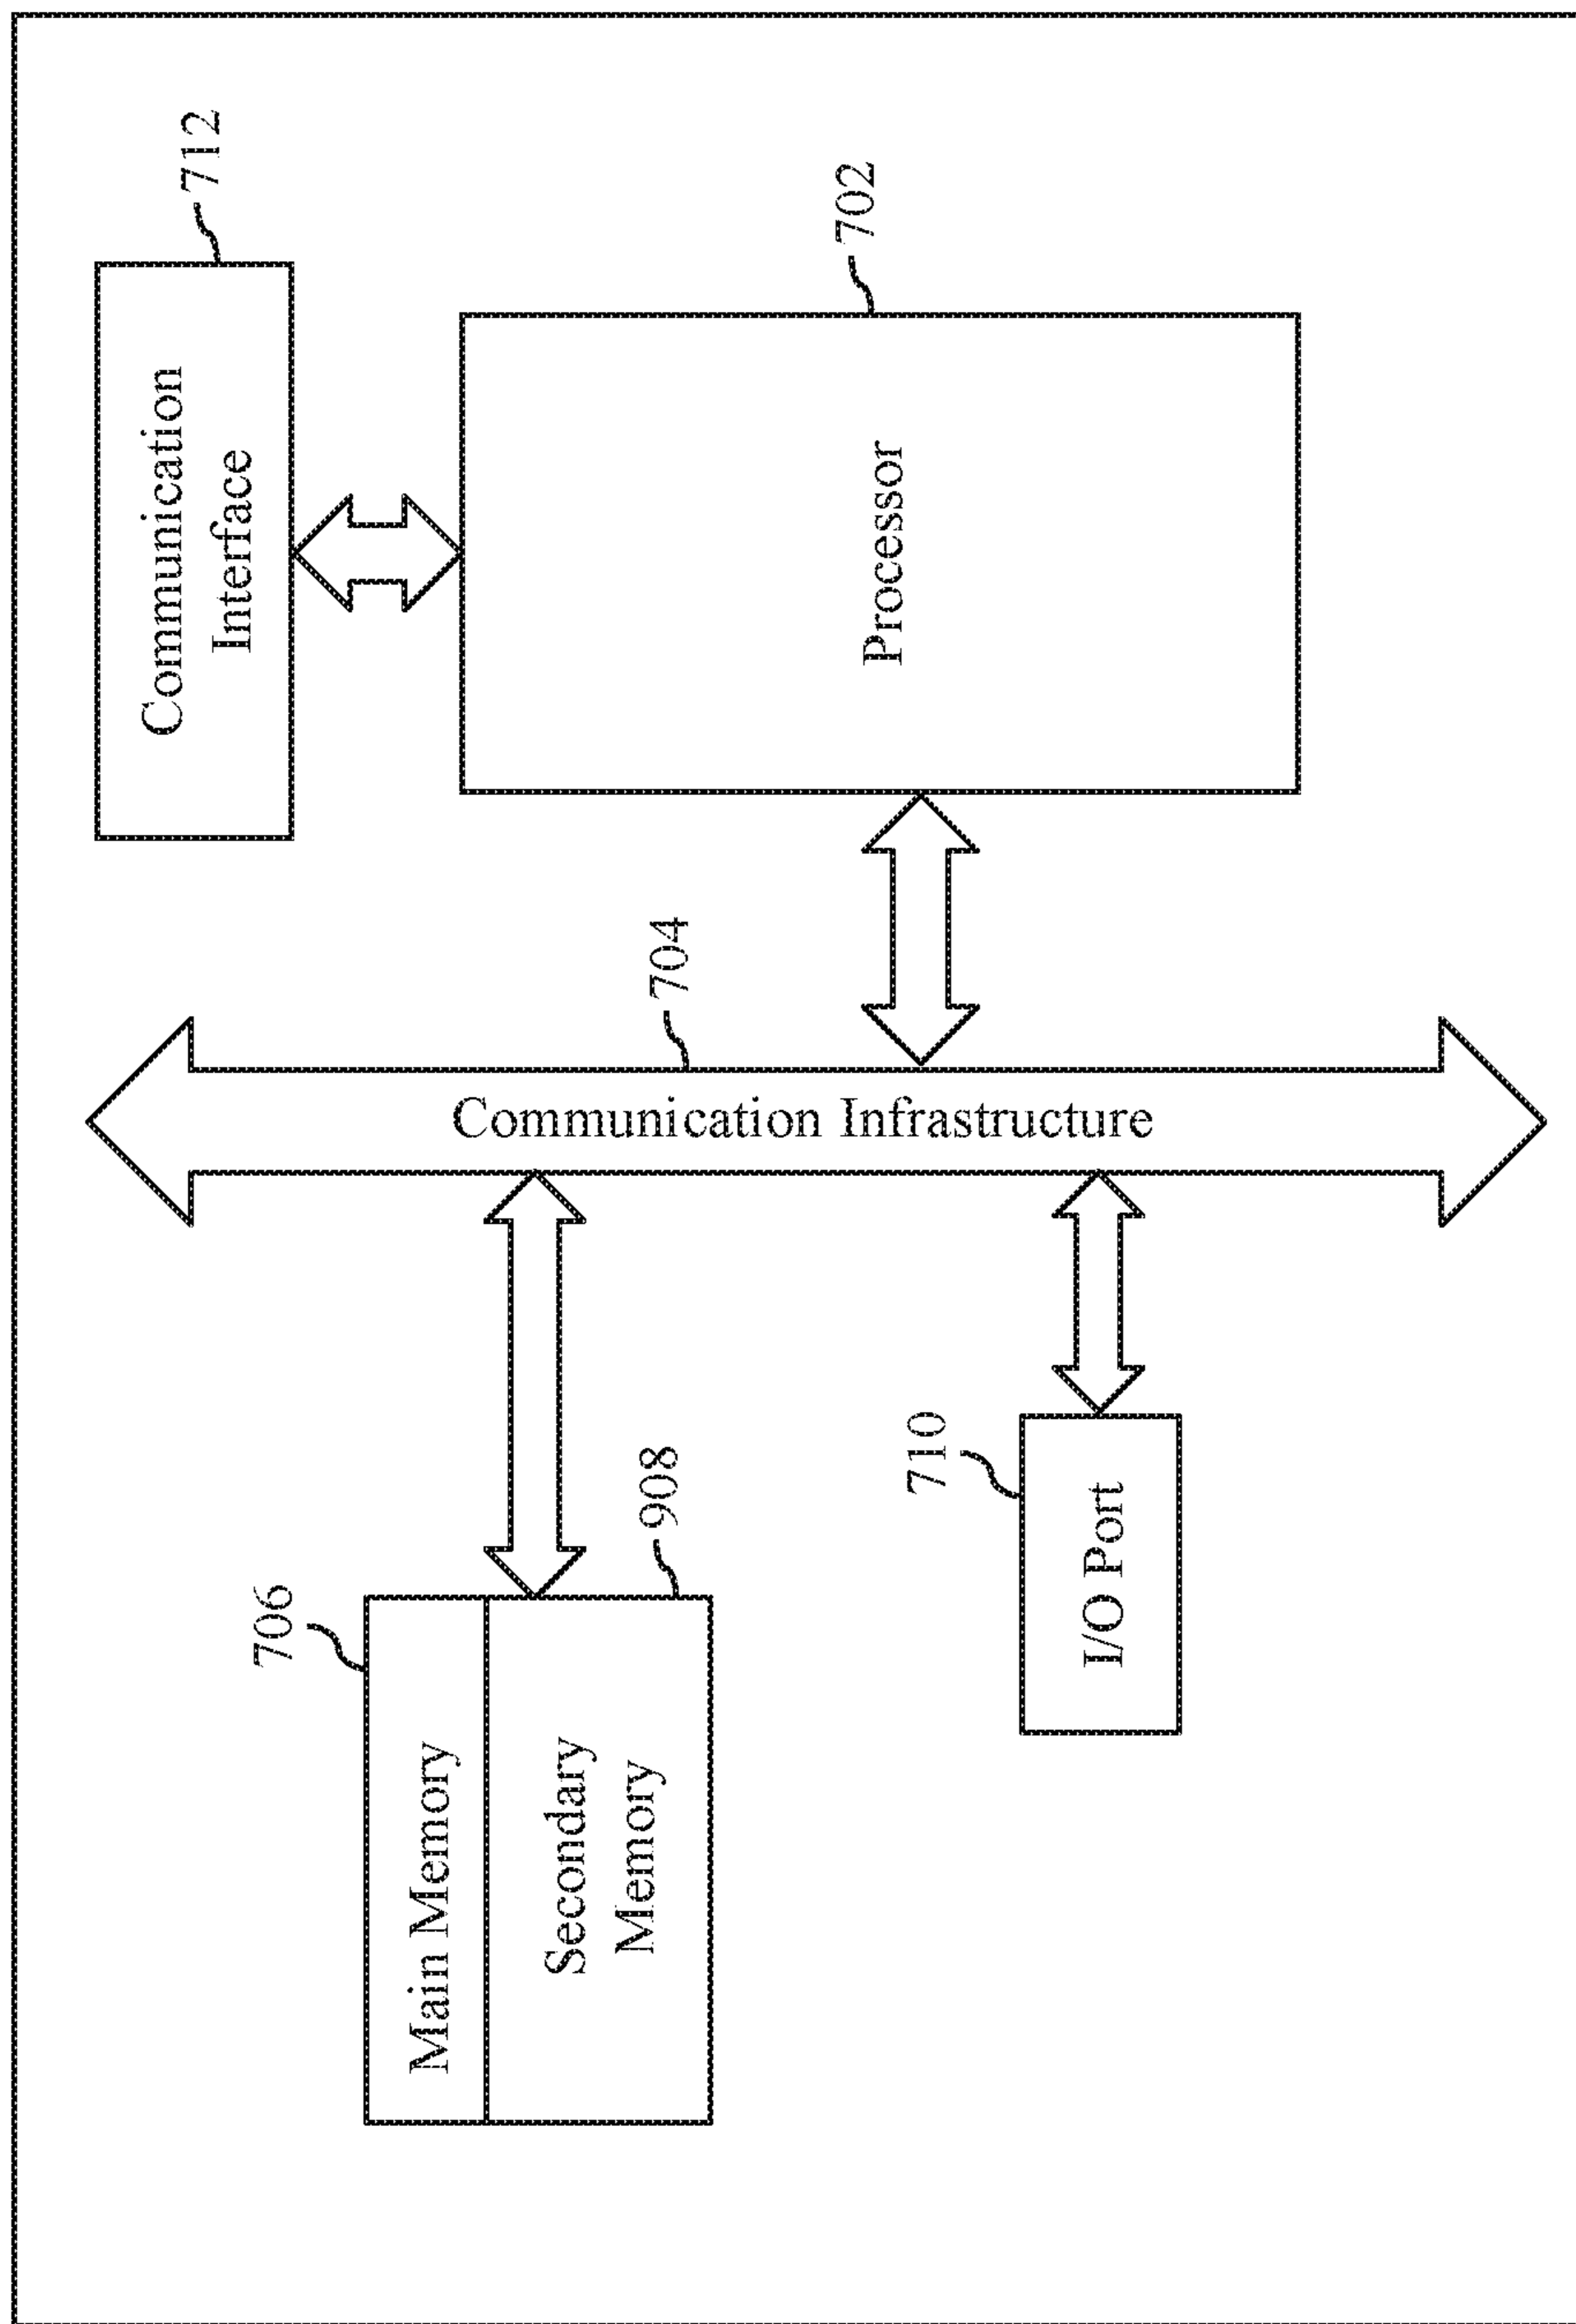 706
Main Memory
Secondary
Memory
908
710
I/O Port
Communication Infrastructure
704
Communication
Interface
712
Processor
702